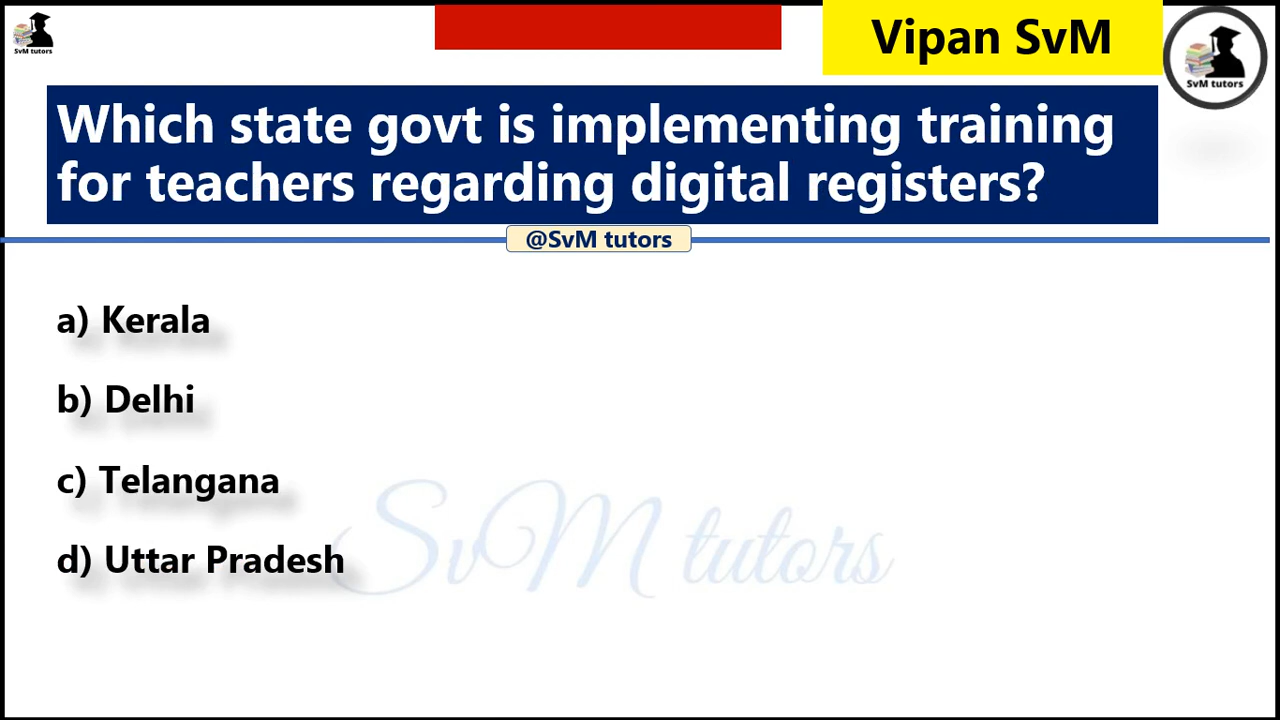 SvM tutors
Vipan SvM
SvM tutors
Which state govt is implementing training
for teachers regarding digital registers?
@SvM tutors
a) Kerala
b) Delhi
c) Telangana
d) Uttar Pradesh
SvM tutors